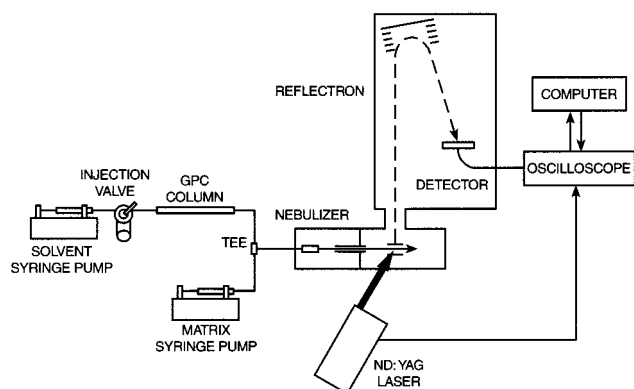 REFLECTRON
COMPUTER
OSCILLOSCOPE
DETECTOR
INJECTION
VALVE
GPC
COLUMN
NEBULIZER
TEE
SOLVENT
SYRINGE PUMP
MATRIX
SYRINGE PUMP
ND: YAG
LASER